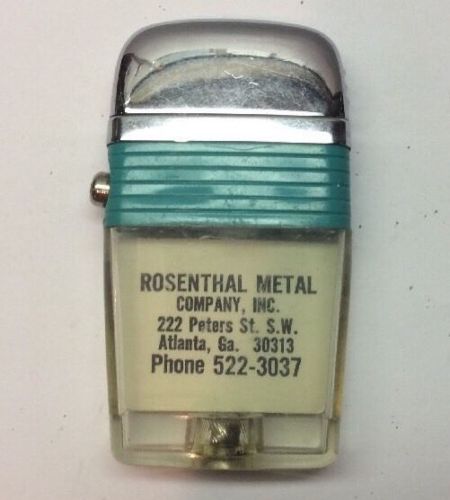 ROSENTHAL METAL
COMPANY, INC.
222 Peters St. S.W.
Atlanta, Ga. 30313
Phone 522-3037